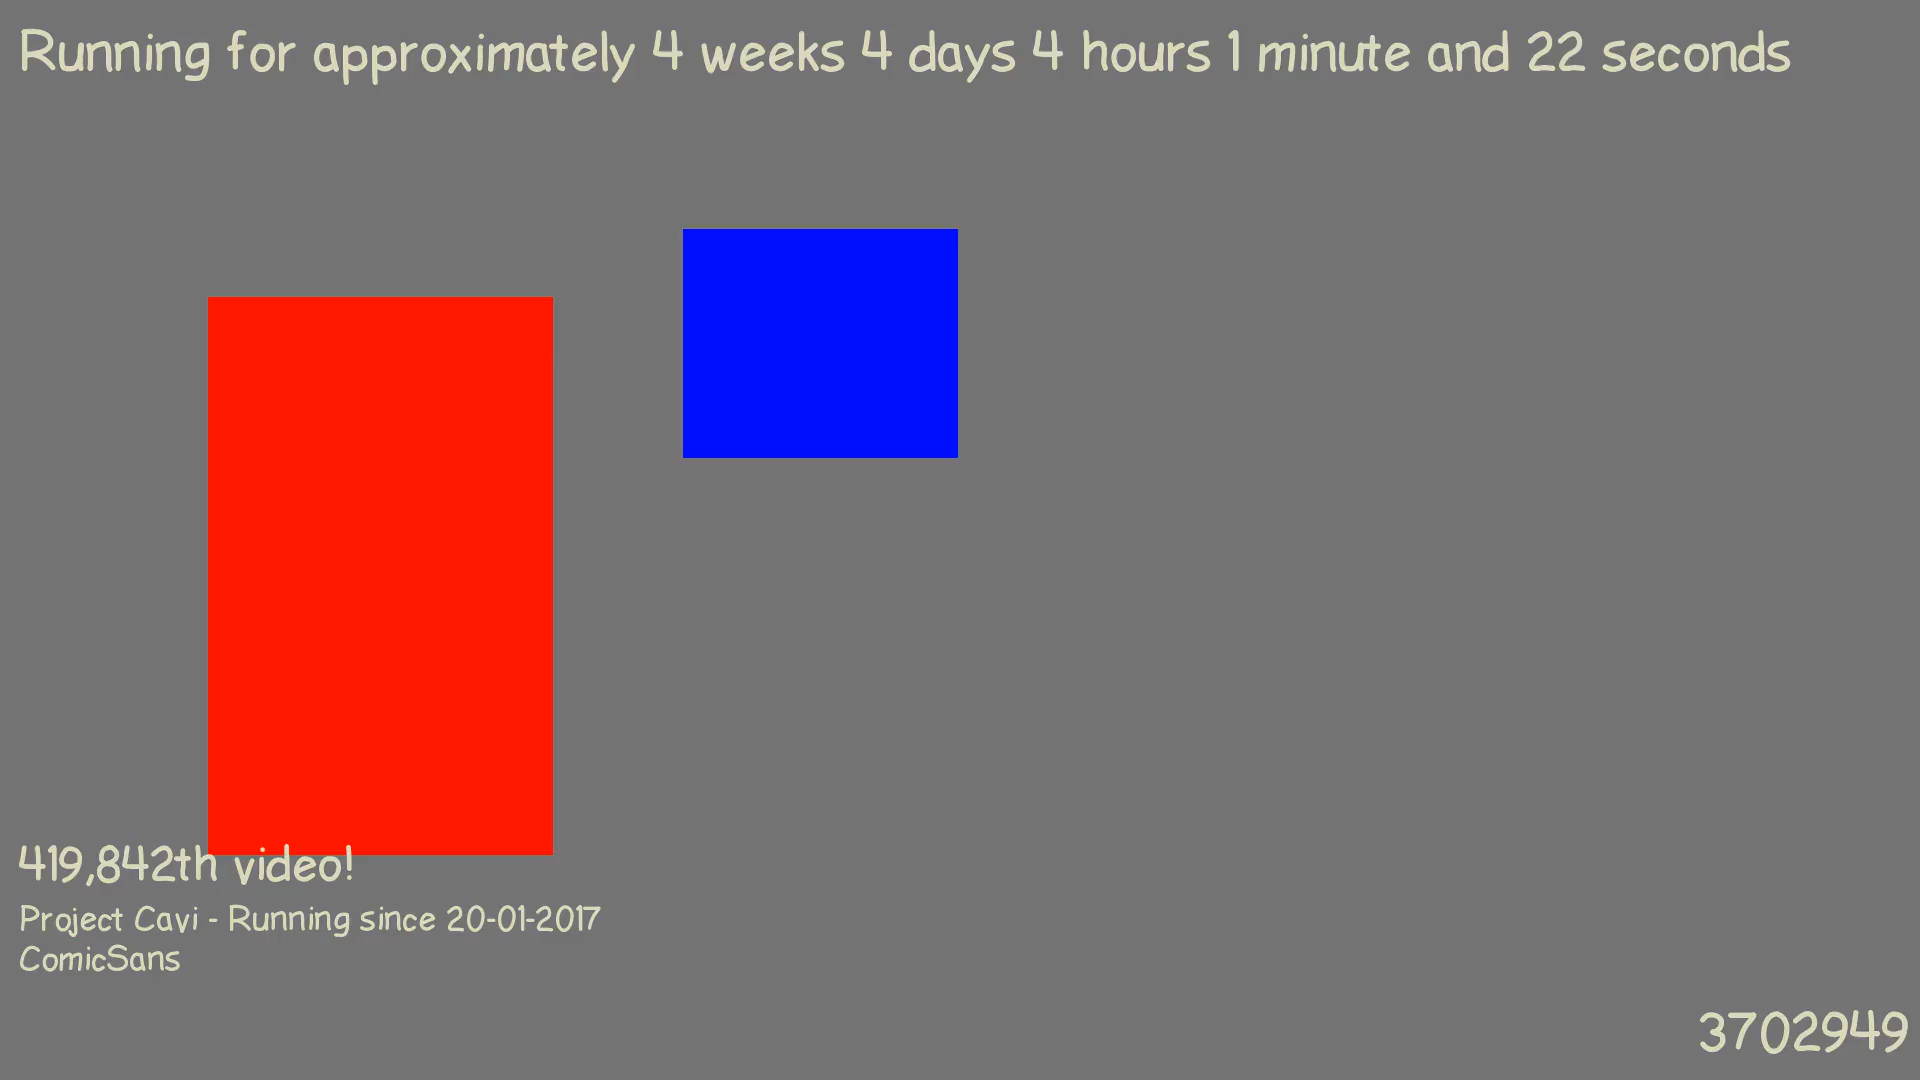 Running for approximately 4 weeks 4 days 4 hours 1 minute and 22 seconds
419,842th video!
Project Cavi - Running since 20-01-2017
ComicSans
3702949